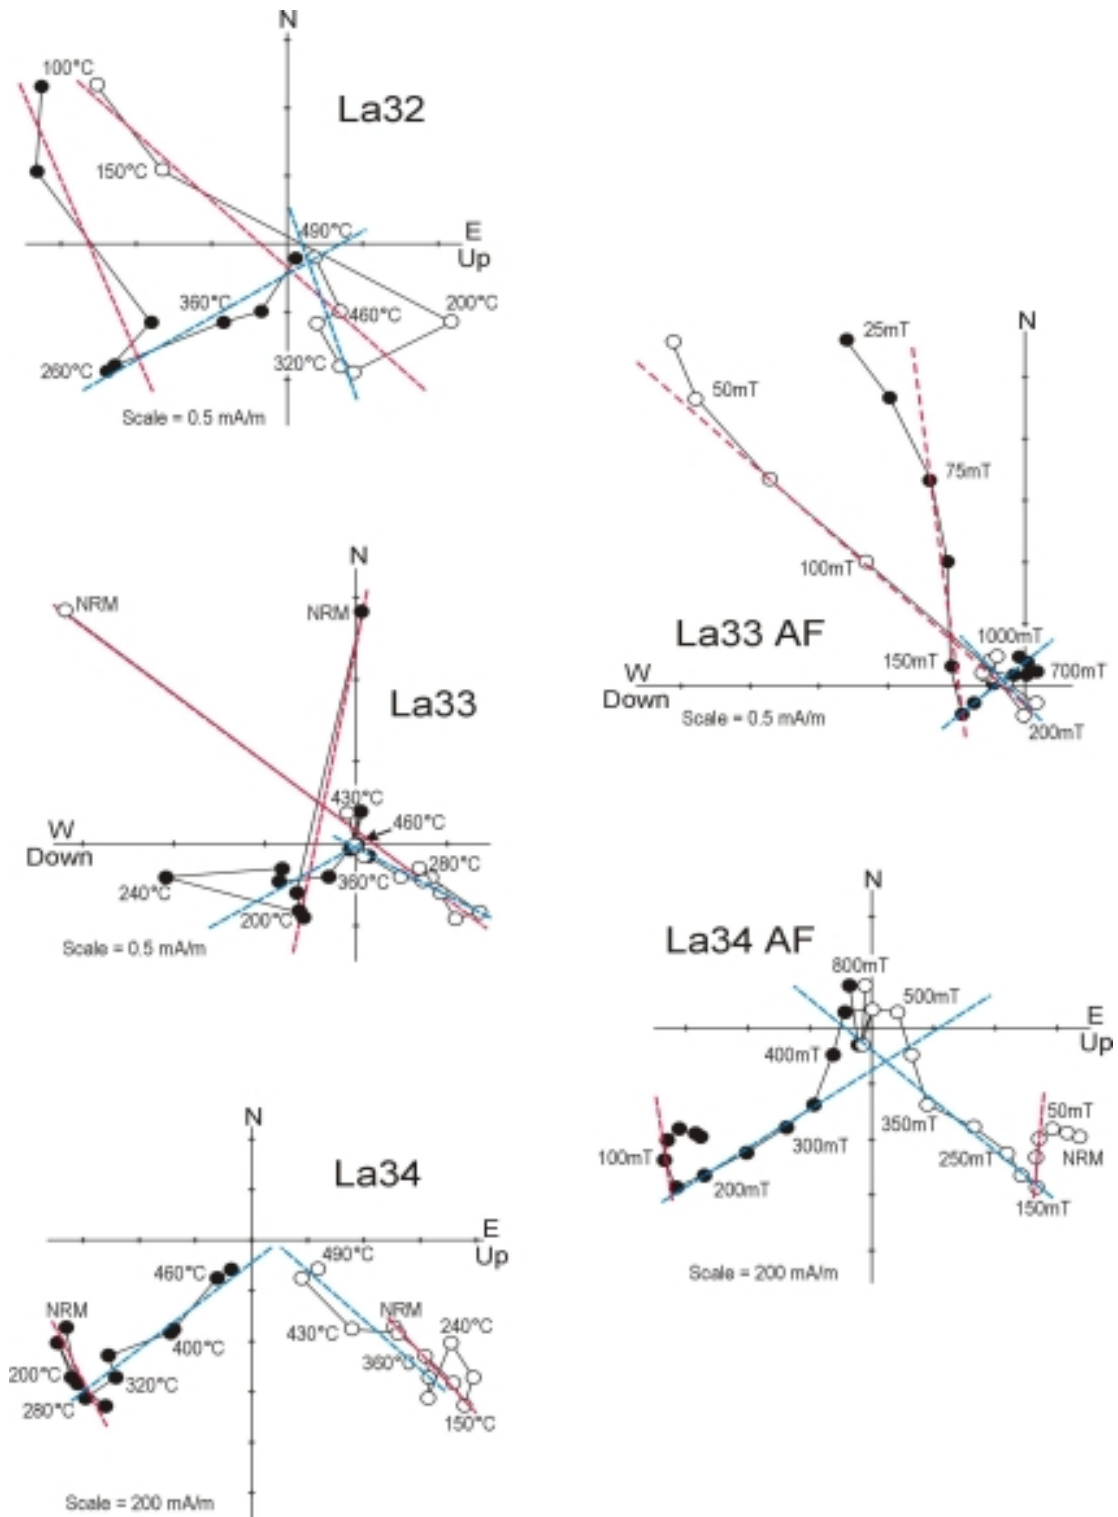 N
100°C
La32
150°C
490°C
E
Up
360°C
460°C
200°C
260°C
320°C
Scale = 0.5 mA/m
N
25mT
50mT
75mT
100mT
La33 AF
1000mT
150mT
700mT
W
Down
Scale = 0.5 mA/m
200mT
N
NRM
NRM
La33
430°C
460°C
W
Down
280°C
240°C
360°C
200°C
Scale = 0.5 mA/m
N
La34 AF
800mT
500mT
E
Up
400mT
350mT
50mT
100mT
300mT
250mT
NRM
200mT
150mT
Scale = 200 mA/m
N
La34
E
Up
460°C
490°C
NRM
NRM
240°C
430°C
400°C
360°C
200°C
320°C
280°C
150°C
Scale = 200 mA/m